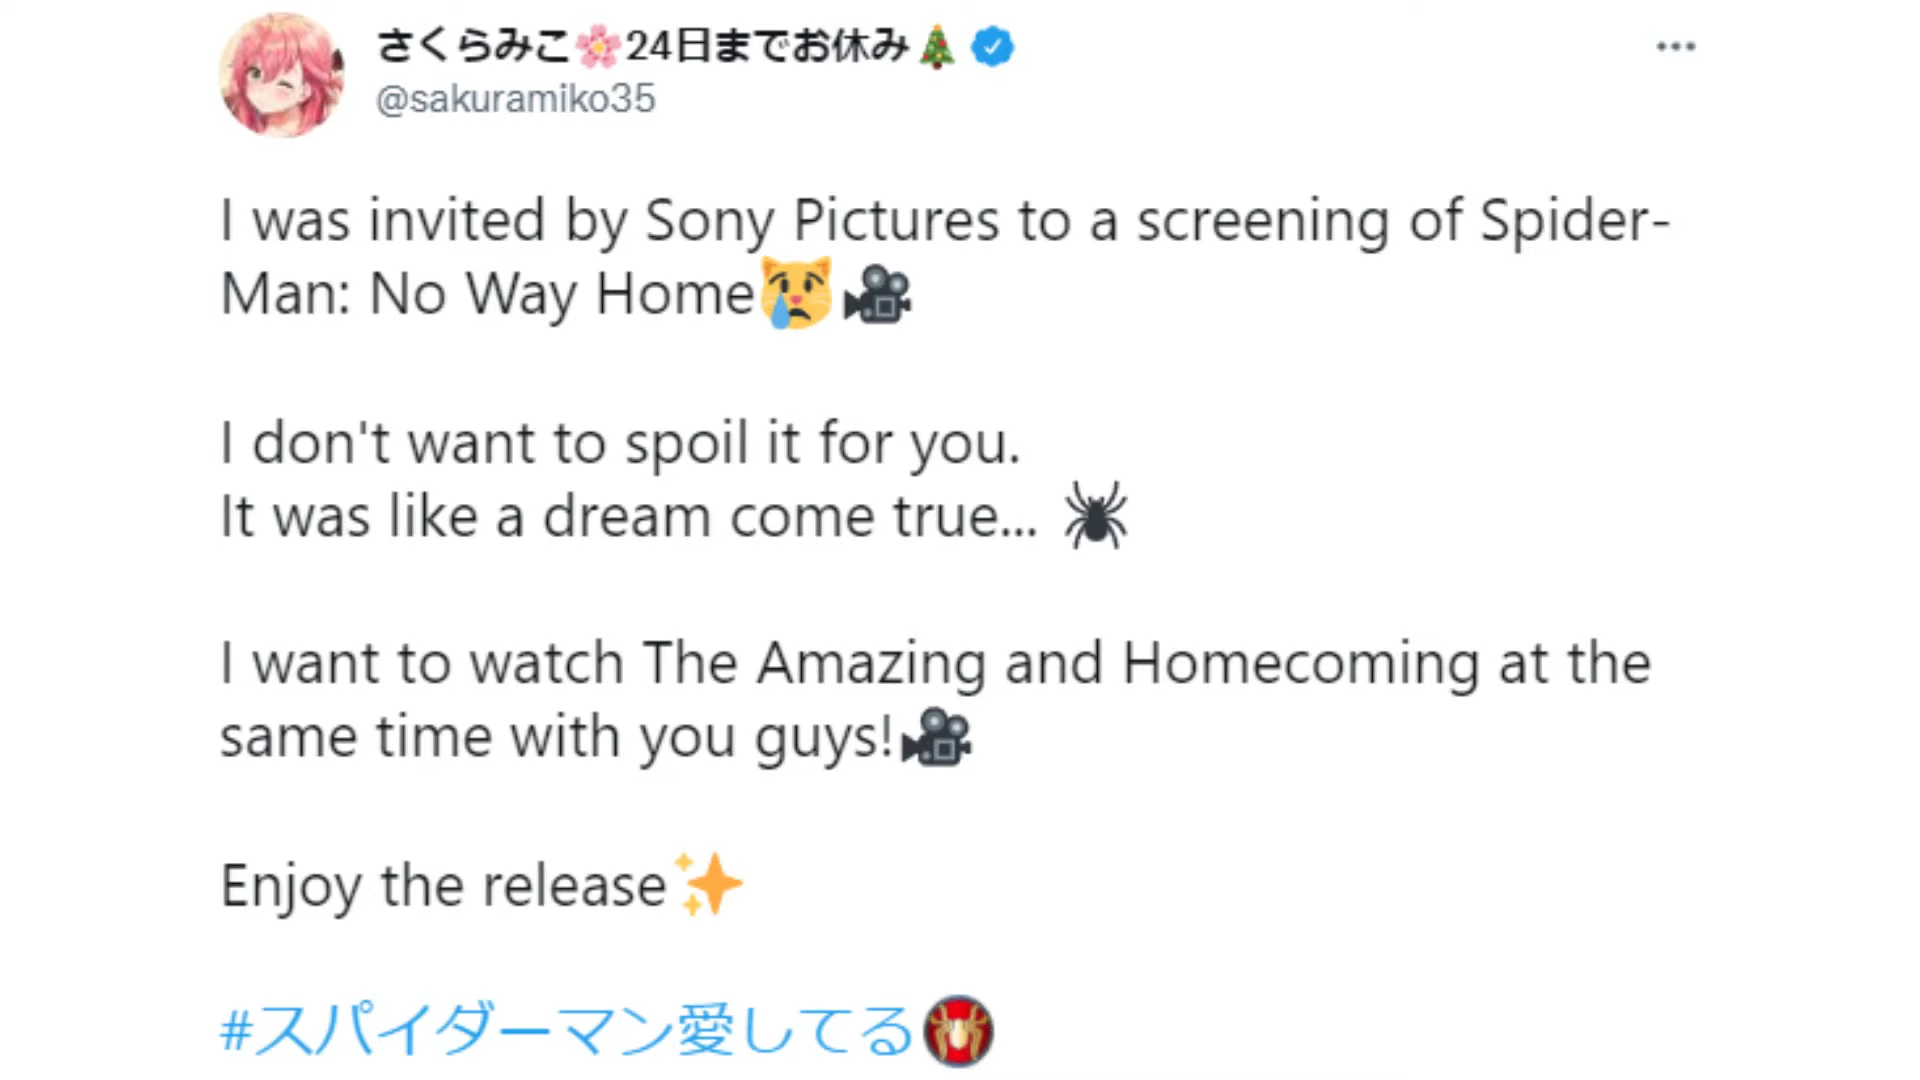 さくらみこ🌸24日までお休み🎄
@sakuramiko35
I was invited by Sony Pictures to a screening of Spider-
Man: No Way Home😿🎥
I don't want to spoil it for you.
It was like a dream come true... 🕷
I want to watch The Amazing and Homecoming at the
same time with you guys!🎥
Enjoy the release✨
#スパイダーマン愛してる